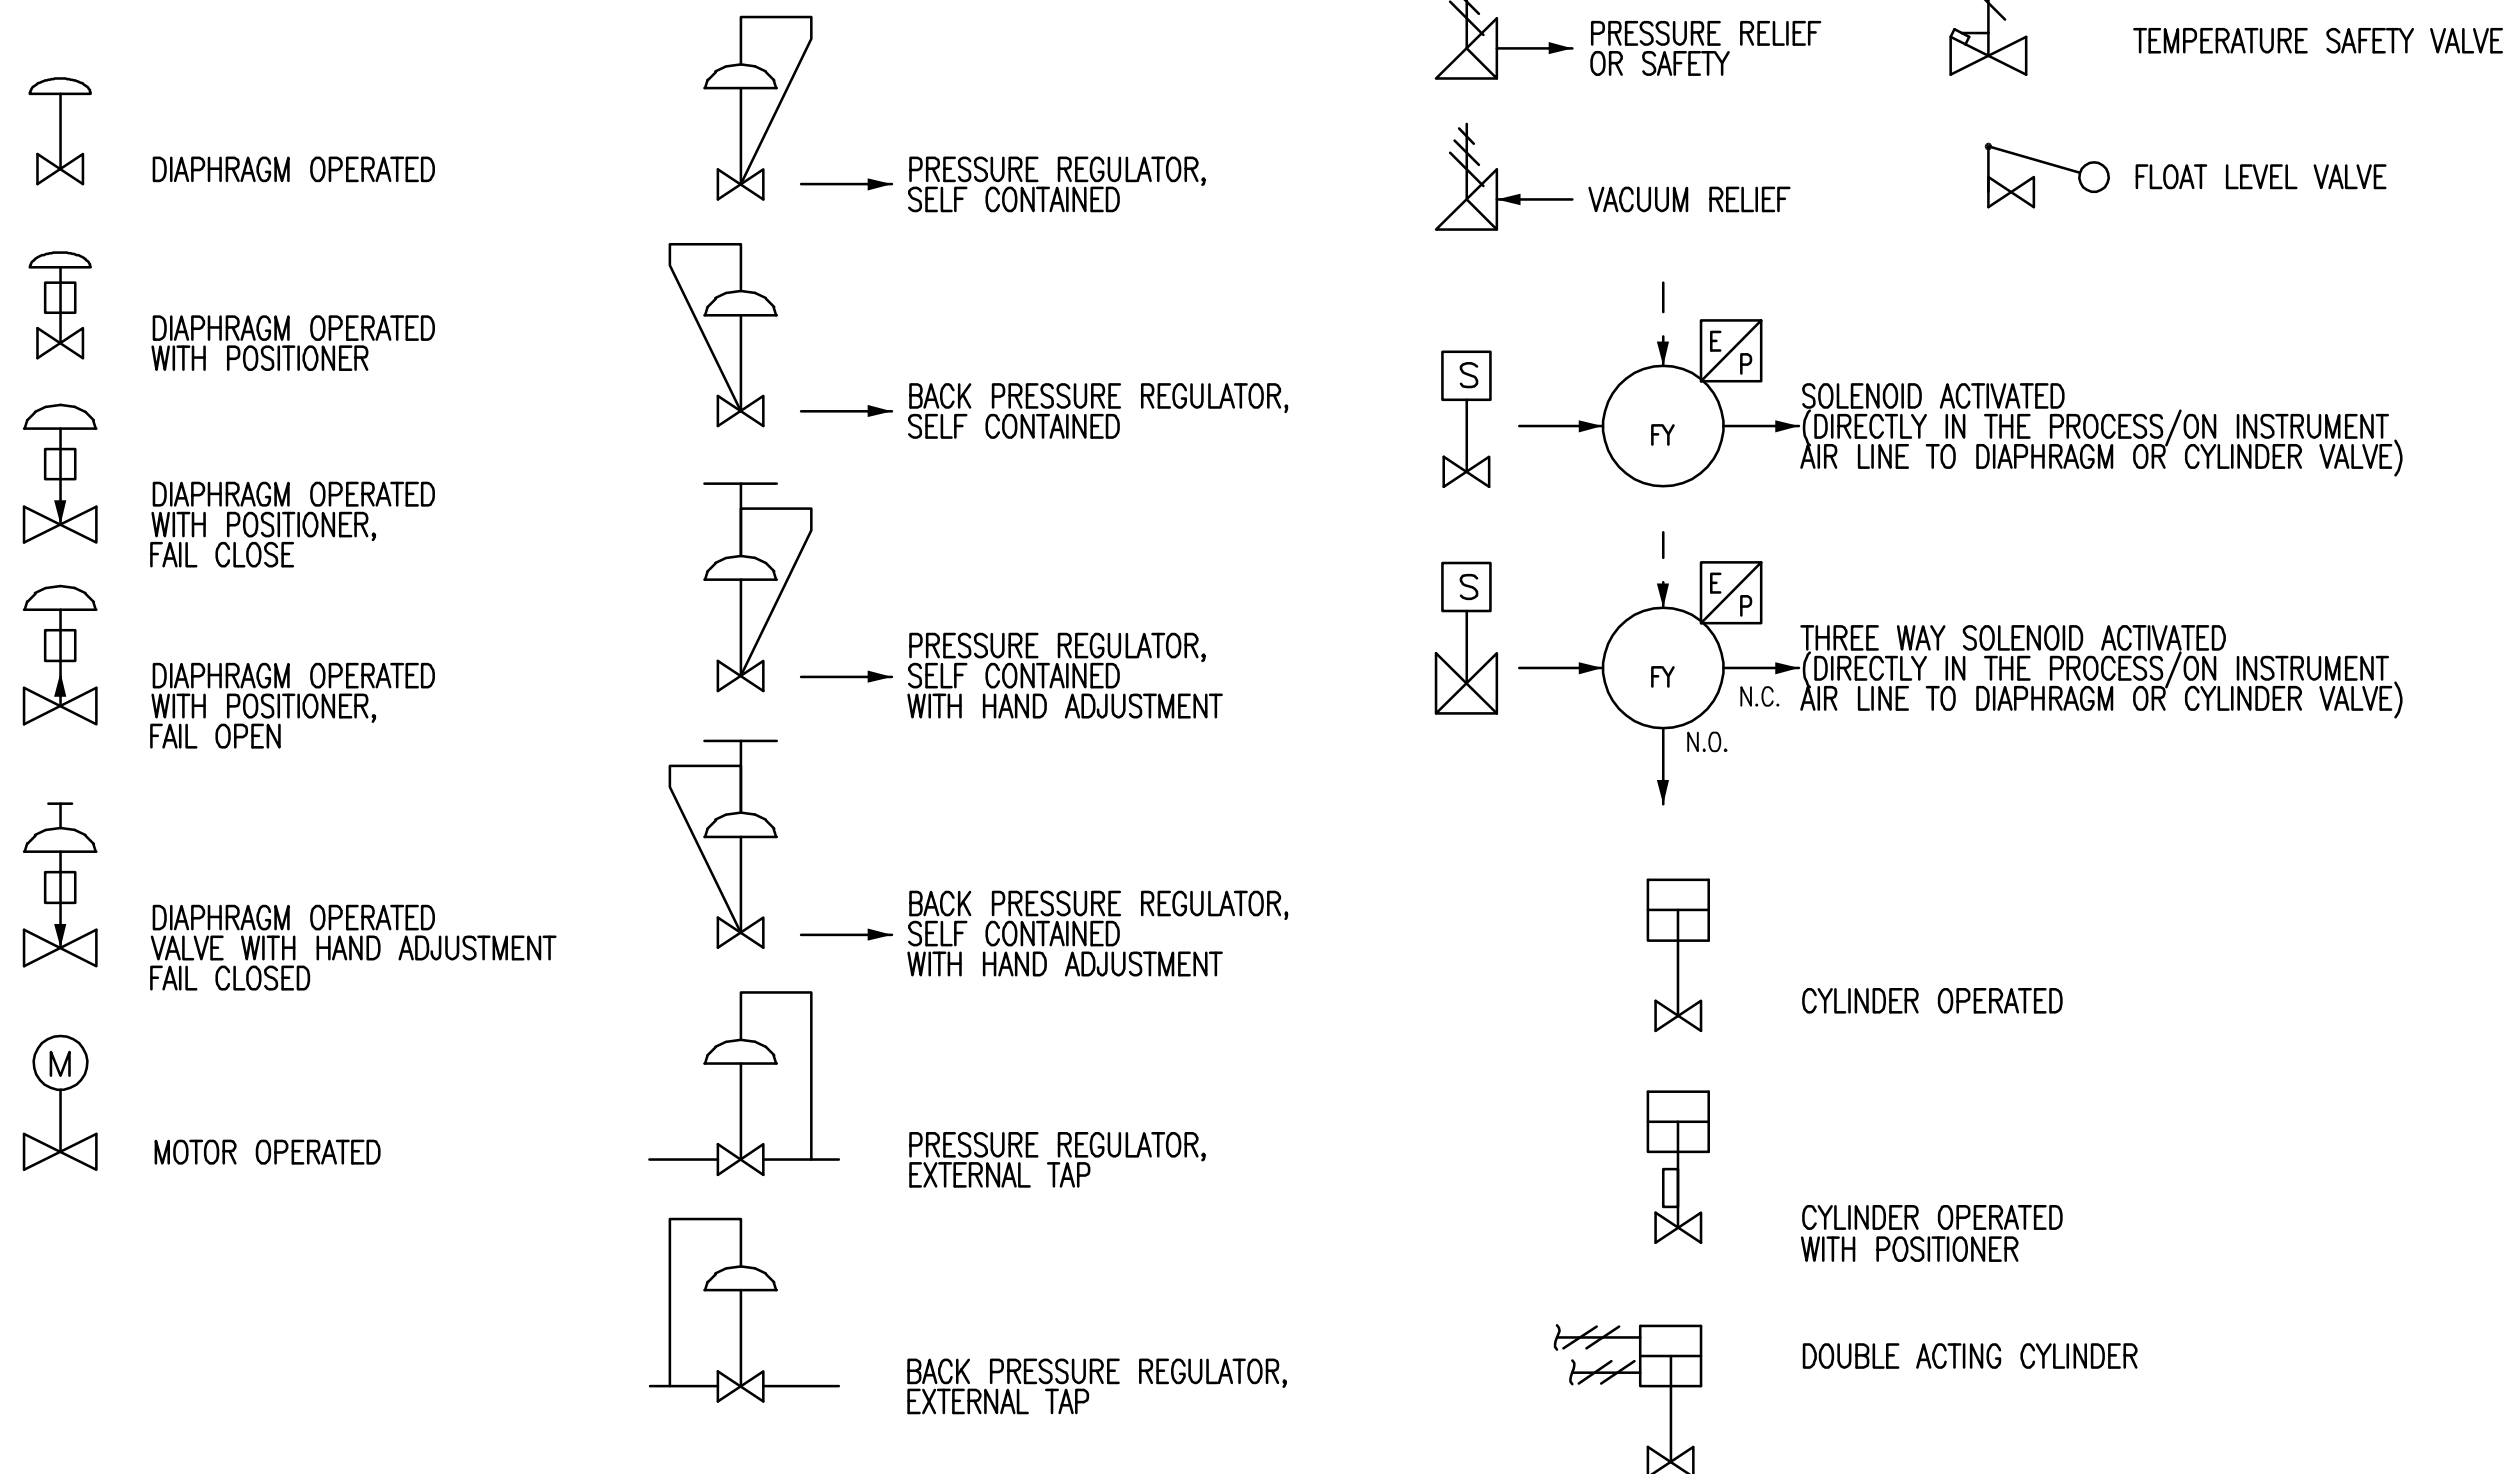 DIAPHRAGM OPERATED
DIAPHRAGM OPERATED
WITH POSITIONER
DIAPHRAGM OPERATED
WITH POSITIONER,
FAIL CLOSE
DIAPHRAGM OPERATED
WITH POSITIONER,
FAIL OPEN
DIAPHRAGM OPERATED
VALVE WITH HAND ADJUSTMENT
FAIL CLOSED
M
MOTOR OPERATED
PRESSURE REGULATOR,
SELF CONTAINED
BACK PRESSURE REGULATOR,
SELF CONTAINED
PRESSURE REGULATOR,
SELF CONTAINED
WITH HAND ADJUSTMENT
BACK PRESSURE REGULATOR,
SELF CONTAINED
WITH HAND ADJUSTMENT
PRESSURE REGULATOR,
EXTERNAL TAP
BACK PRESSURE REGULATOR,
EXTERNAL TAP
PRESSURE RELIEF
OR SAFETY
VACUUM RELIEF
TEMPERATURE SAFETY VALVE
FLOAT LEVEL VALVE
S
E
P
FY
SOLENOID ACTIVATED
(DIRECTLY IN THE PROCESS/ON INSTRUMENT
AIR LINE TO DIAPHRAGM OR CYLINDER VALVE)
S
E
P
FY
N.C.
N.O.
THREE WAY SOLENOID ACTIVATED
(DIRECTLY IN THE PROCESS/ON INSTRUMENT
AIR LINE TO DIAPHRAGM OR CYLINDER VALVE)
CYLINDER OPERATED
CYLINDER OPERATED
WITH POSITIONER
DOUBLE ACTING CYLINDER